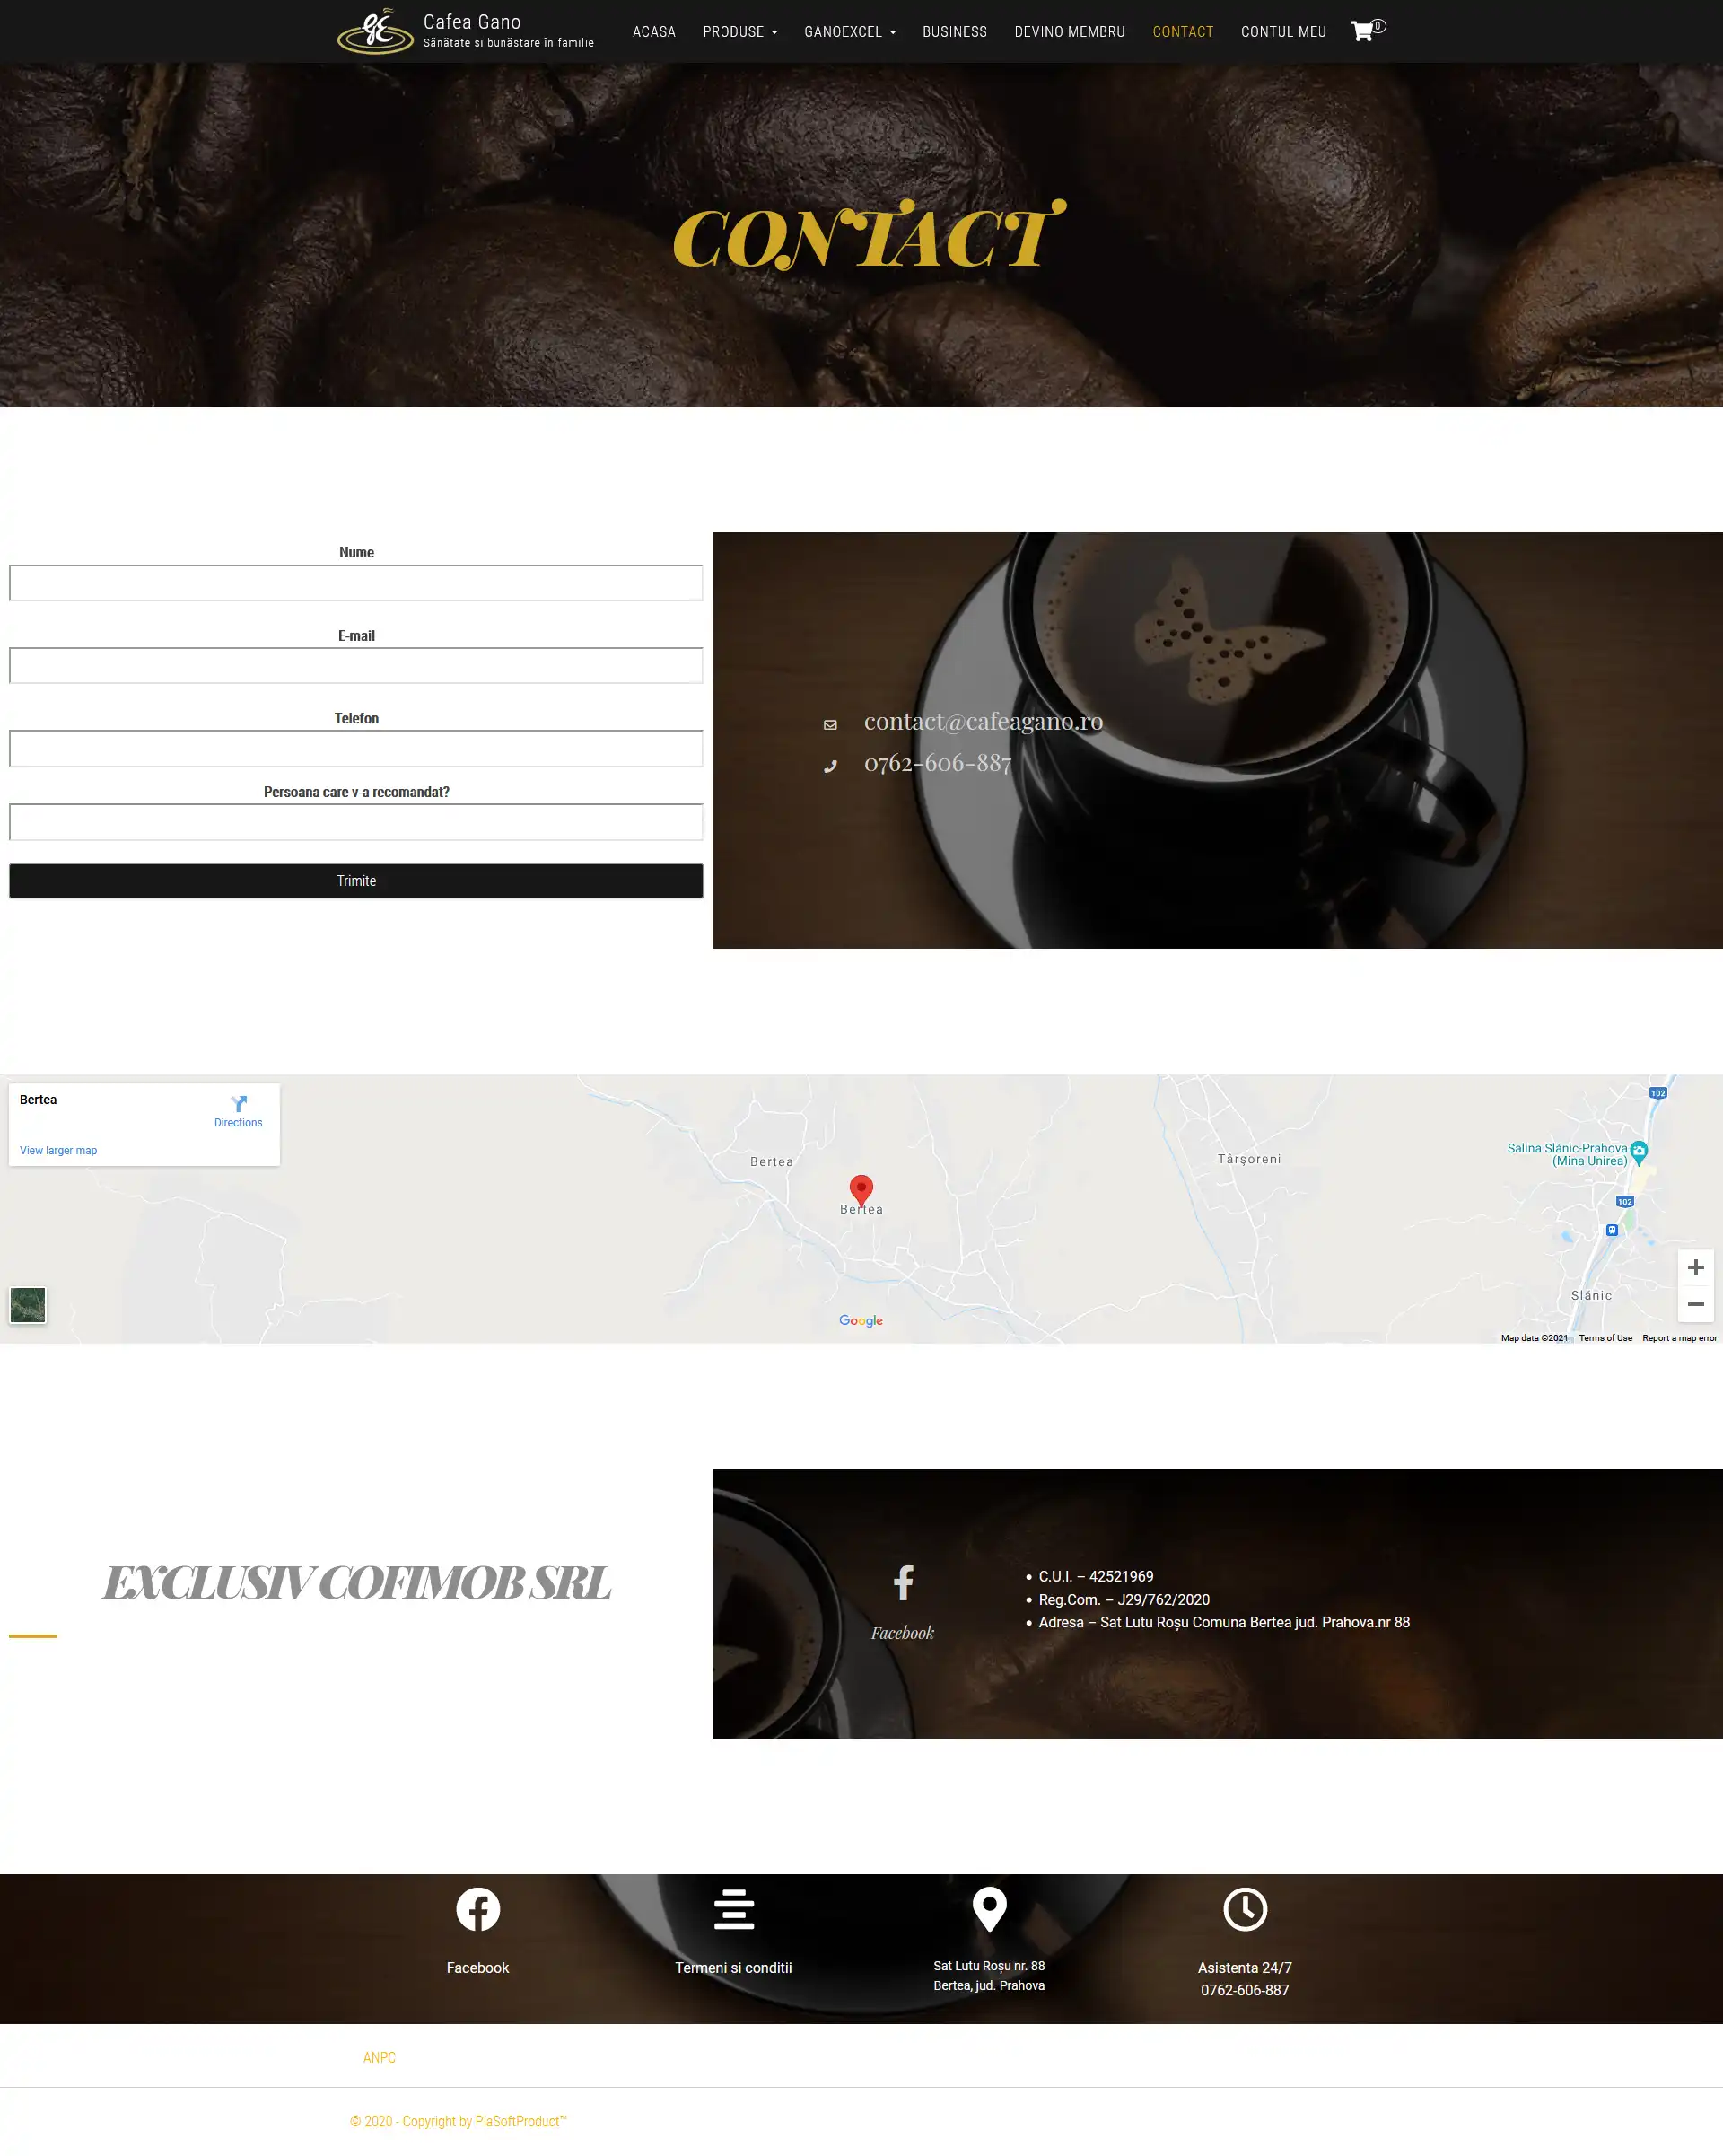 Cafea Gano
Sănătate și bunăstare în familie
ACASA PRODUSE GANOEXCEL BUSINESS DEVINO MEMBRU CONTACT CONTUL MEU 0
CONTACT
Nume
E-mail
Telefon
Persoana care v-a recomandat?
Trimite
contact@cafeagano.ro
0762-606-887
Bertea
Directions
View larger map
Bertea
Bertea
Târșoreni
Salina Slănic-Prahova
(Mina Unirea)
102
102
Slănic
Google
Map data ©2021 Terms of Use Report a map error
EXCLUSIV COFIMOB SRL
Facebook
• C.U.I. – 42521969
• Reg.Com. – J29/762/2020
• Adresa – Sat Lutu Roșu Comuna Bertea jud. Prahova.nr 88
Facebook
Termeni si conditii
Sat Lutu Roșu nr. 88
Bertea, jud. Prahova
Asistenta 24/7
0762-606-887
ANPC
© 2020 - Copyright by PiaSoftProduct™